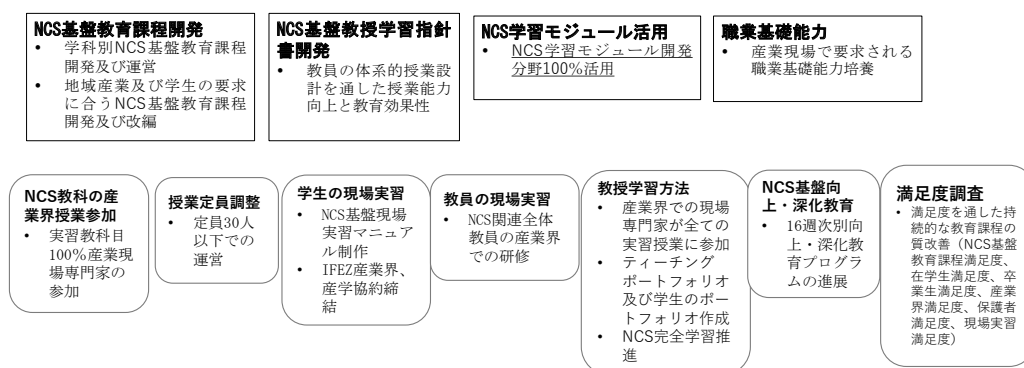 NCS基盤教育課程開発
• 学科別NCS基盤教育課程
開発及び運営
• 地域産業及び学生の要求
に合うNCS基盤教育課程
開発及び改編
NCS基盤教授学習指針
書開発
• 教員の体系的授業設
計を通した授業能力
向上と教育効果性
NCS学習モジュール活用
• NCS学習モジュール開発
分野100%活用
職業基礎能力
• 産業現場で要求される
職業基礎能力培養
NCS教科の産
業界授業参加
• 実習教科目
100%産業現
場専門家の
参加
授業定員調整
• 定員30人
以下での
運営
学生の現場実習
• NCS基盤現場
実習マニュア
ル制作
• IFEZ産業界、
産学協約締
結
教員の現場実習
• NCS関連全体
教員の産業界
での研修
教授学習方法
• 産業界での現場
専門家が全ての
実習授業に参加
• ティーチング
ポートフォリオ
及び学生のポー
トフォリオ作成
• NCS完全学習推
進
NCS基盤向
上・深化教育
• 16週次別向
上・深化教
育プログラ
ムの進展
満足度調査
• 満足度を通した持
続的な教育課程の
質改善（NCS基盤
教育課程満足度、
在学生満足度、卒
業生満足度、産業
界満足度、保護者
満足度、現場実習
満足度）